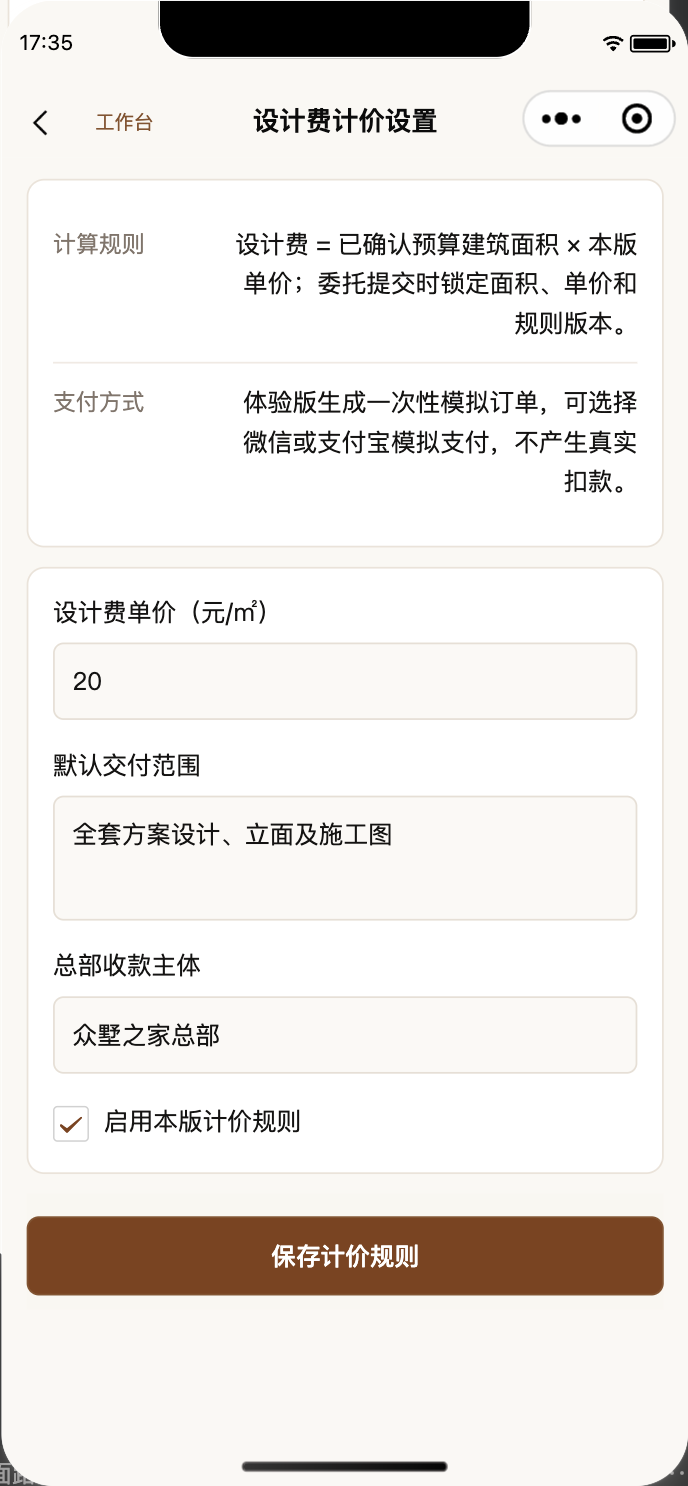 17:35
工作台
设计费计价设置
计算规则
设计费 = 已确认预算建筑面积 × 本版
单价；委托提交时锁定面积、单价和
规则版本。
支付方式
体验版生成一次性模拟订单，可选择
微信或支付宝模拟支付，不产生真实
扣款。
设计费单价（元/㎡）
20
默认交付范围
全套方案设计、立面及施工图
总部收款主体
众墅之家总部
启用本版计价规则
保存计价规则